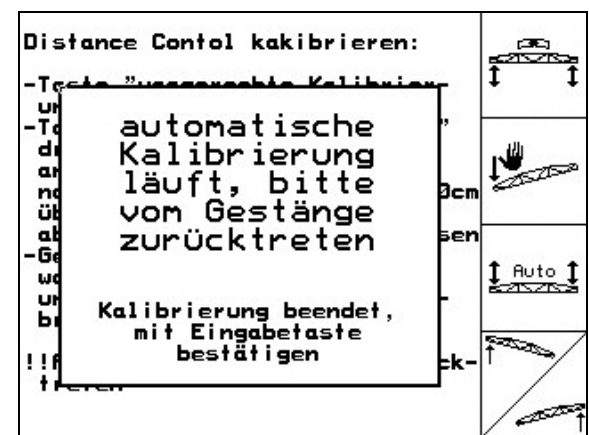 Distance Contol kakibrieren:
automatische
Kalibrierung
läuft, bitte
vom Gestänge
zurücktreten
Kalibrierung beendet,
mit Eingabetaste
bestätigen
Auto